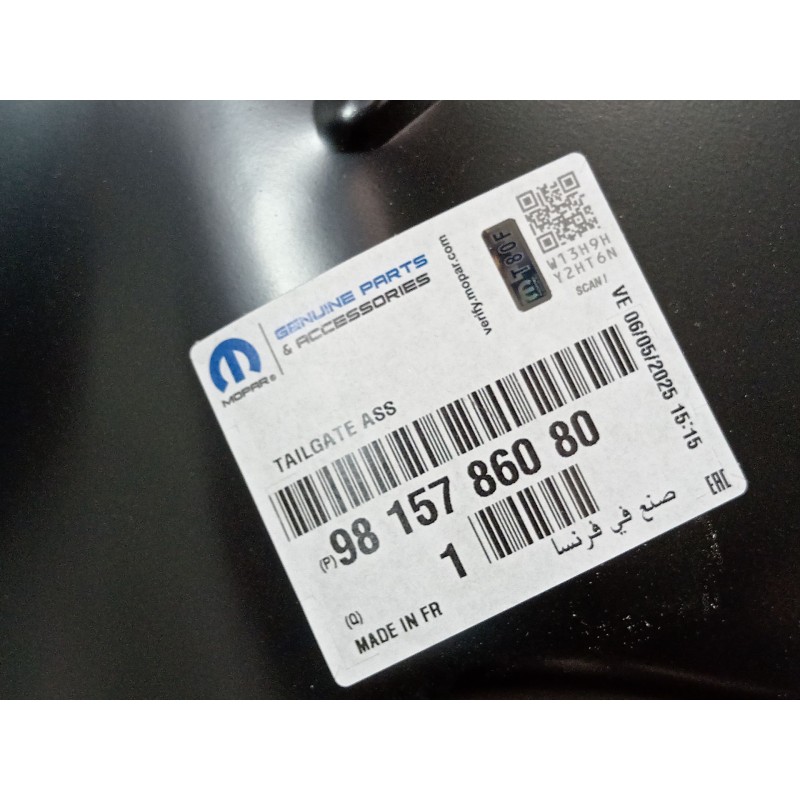 MOPAR®
GENUINE PARTS
& ACCESSORIES
verify.mopar.com
T80F
W13H9H
Y2HT6N
SCAN!
VE 06/05/2025 15:15
TAILGATE ASS
(P) 98 157 860 80
(Q) 1
MADE IN FR
صنع في فرنسا
EAC